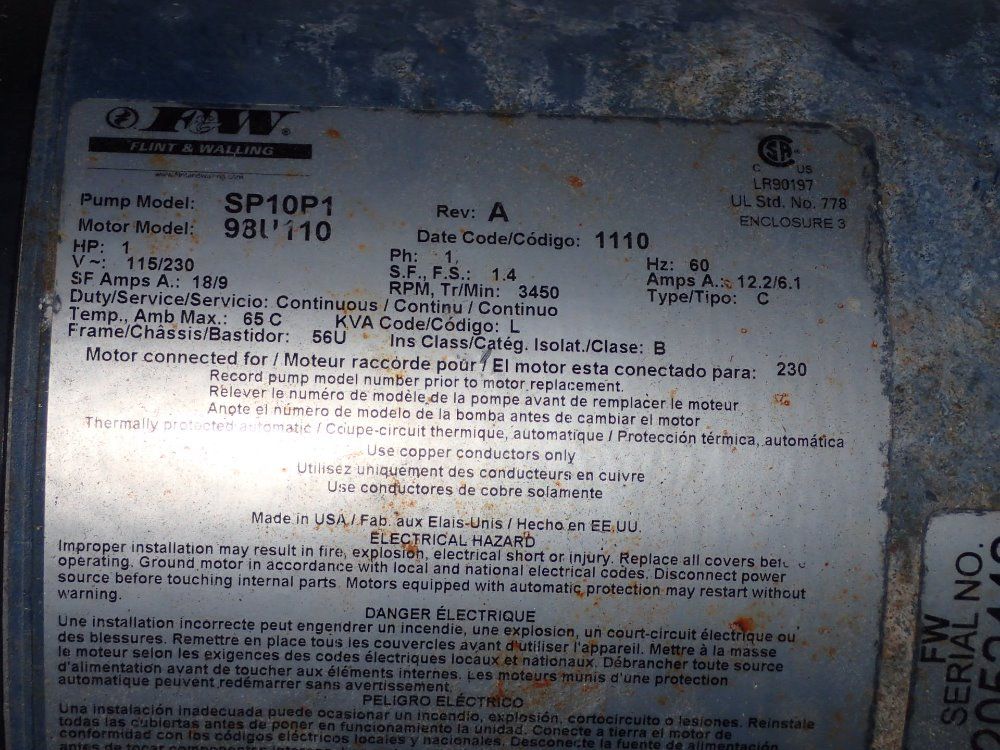 F&W®
FLINT & WALLING
www.flintandwalling.com
CSA ®
C US
LR90197
UL Std. No. 778
ENCLOSURE 3
Pump Model: SP10P1 Rev: A
Motor Model: 98U110 Date Code/Código: 1110
HP: 1 Ph: 1 Hz: 60
V ~: 115/230 S.F., F.S.: 1.4 Amps A.: 12.2/6.1
SF Amps A.: 18/9 RPM, Tr/Min: 3450 Type/Tipo: C
Duty/Service/Servicio: Continuous / Continu / Continuo
Temp., Amb Max.: 65 C KVA Code/Código: L
Frame/Châssis/Bastidor: 56U Ins Class/Catég. Isolat./Clase: B
Motor connected for / Moteur raccorde pour / El motor esta conectado para: 230
Record pump model number prior to motor replacement.
Relever le numéro de modèle de la pompe avant de remplacer le moteur
Anote el número de modelo de la bomba antes de cambiar el motor
Thermally protected automatic / Coupe-circuit thermique, automatique / Protección térmica, automática
Use copper conductors only
Utilisez uniquement des conducteurs en cuivre
Use conductores de cobre solamente
Made in USA / Fab. aux Elais-Unis / Hecho en EE.UU.
ELECTRICAL HAZARD
Improper installation may result in fire, explosion, electrical short or injury. Replace all covers
operating. Ground motor in accordance with local and national electrical codes. Disconnect power
source before touching internal parts. Motors equipped with automatic protection may restart without
warning.
DANGER ÉLECTRIQUE
Une installation incorrecte peut engendrer un incendie, une explosion, un court-circuit électrique ou
des blessures. Remettre en place tous les couvercles avant d'utiliser l'appareil. Mettre à la masse
le moteur selon les exigences des codes électriques locaux et nationaux. Débrancher toute source
d'alimentation avant de toucher aux éléments internes. Les moteurs munis d'une protection
automatique peuvent redémarrer sans avertissement.
PELIGRO ELÉCTRICO
Una instalación inadecuada puede ocasionar un incendio, explosión, cortocircuito o lesiones. Reinstale
todas las cubiertas antes de poner en funcionamiento la unidad. Conecte a tierra el motor de
conformidad con los códigos eléctricos locales y nacionales. Desconecte la fuente de alimentación
antes de tocar
FW
SERIAL NO.